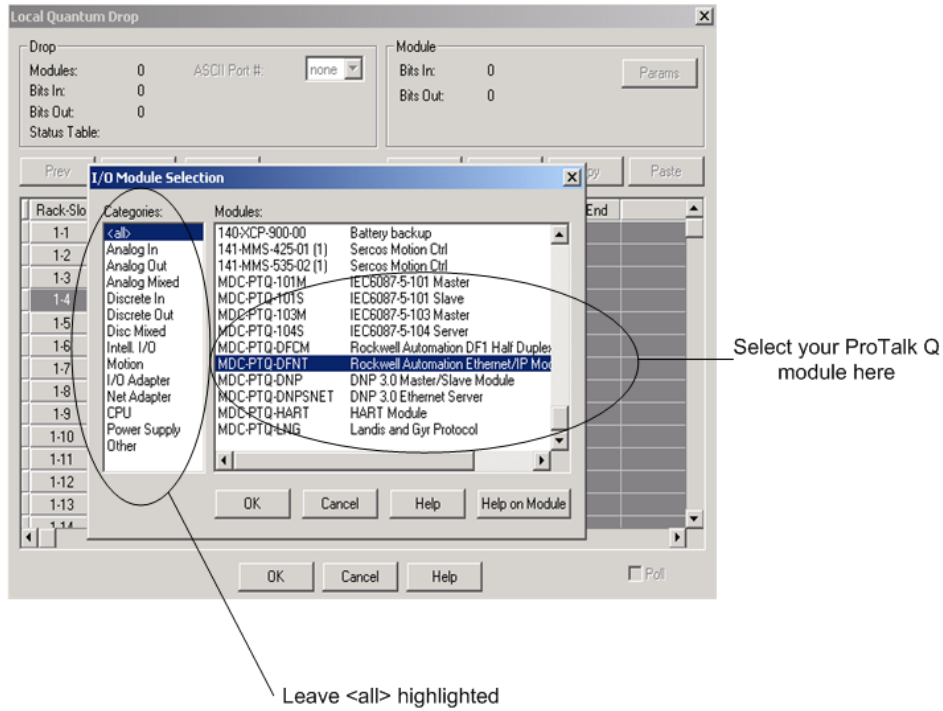 Local Quantum Drop
Drop
Modules: 0 ASCII Port #: none
Bits In: 0
Bits Out: 0
Status Table:
Module
Bits In: 0
Bits Out: 0
Params
Prev
Paste
I/O Module Selection
Rack-Slo
End
1-1
1-2
1-3
1-4
1-5
1-6
1-7
1-8
1-9
1-10
1-11
1-12
1-13
1-14
Categories:
<all>
Analog In
Analog Out
Analog Mixed
Discrete In
Discrete Out
Disc Mixed
Intell. I/O
Motion
I/O Adapter
Net Adapter
CPU
Power Supply
Other
Modules:
140-XCP-900-00 Battery backup
141-MMS-425-01 (1) Sercos Motion Ctrl
141-MMS-535-02 (1) Sercos Motion Ctrl
MDC-PTQ-101M IEC6087-5-101 Master
MDC-PTQ-101S IEC6087-5-101 Slave
MDC-PTQ-103M IEC6087-5-103 Master
MDC-PTQ-104S IEC6087-5-104 Server
MDC-PTQ-DFCM Rockwell Automation DF1 Half Duplex
MDC-PTQ-DFNT Rockwell Automation Ethernet/IP Mod
MDC-PTQ-DNP DNP 3.0 Master/Slave Module
MDC-PTQ-DNPSNET DNP 3.0 Ethernet Server
MDC-PTQ-HART HART Module
MDC-PTQ-LNG Landis and Gyr Protocol
OK Cancel Help Help on Module
OK Cancel Help
Poll
Select your ProTalk Q
module here
Leave <all> highlighted